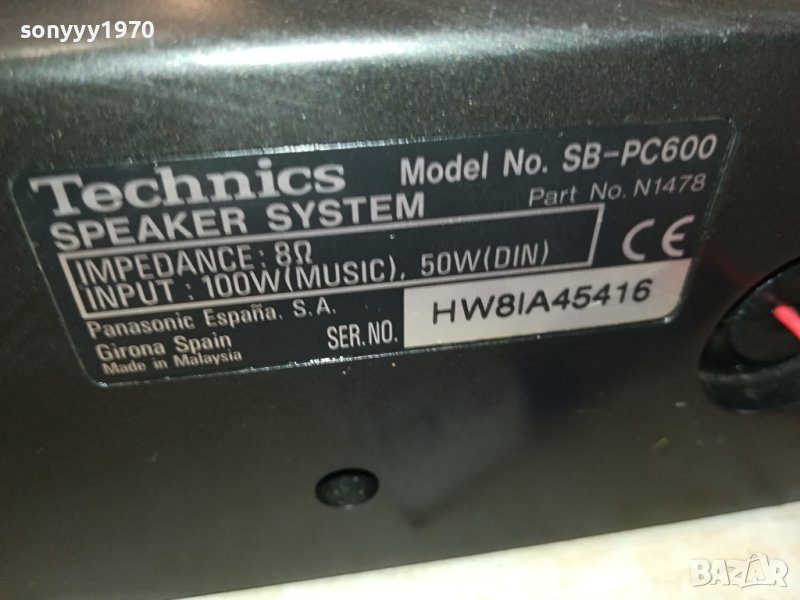 sonyyy1970
Technics
Model No. SB-PC600
SPEAKER SYSTEM
Part No. N1478
IMPEDANCE : 8Ω
INPUT : 100W(MUSIC), 50W(DIN)
CE
Panasonic España, S.A.
Girona Spain
Made in Malaysia
SER.NO.
HW8IA45416
BAZAR